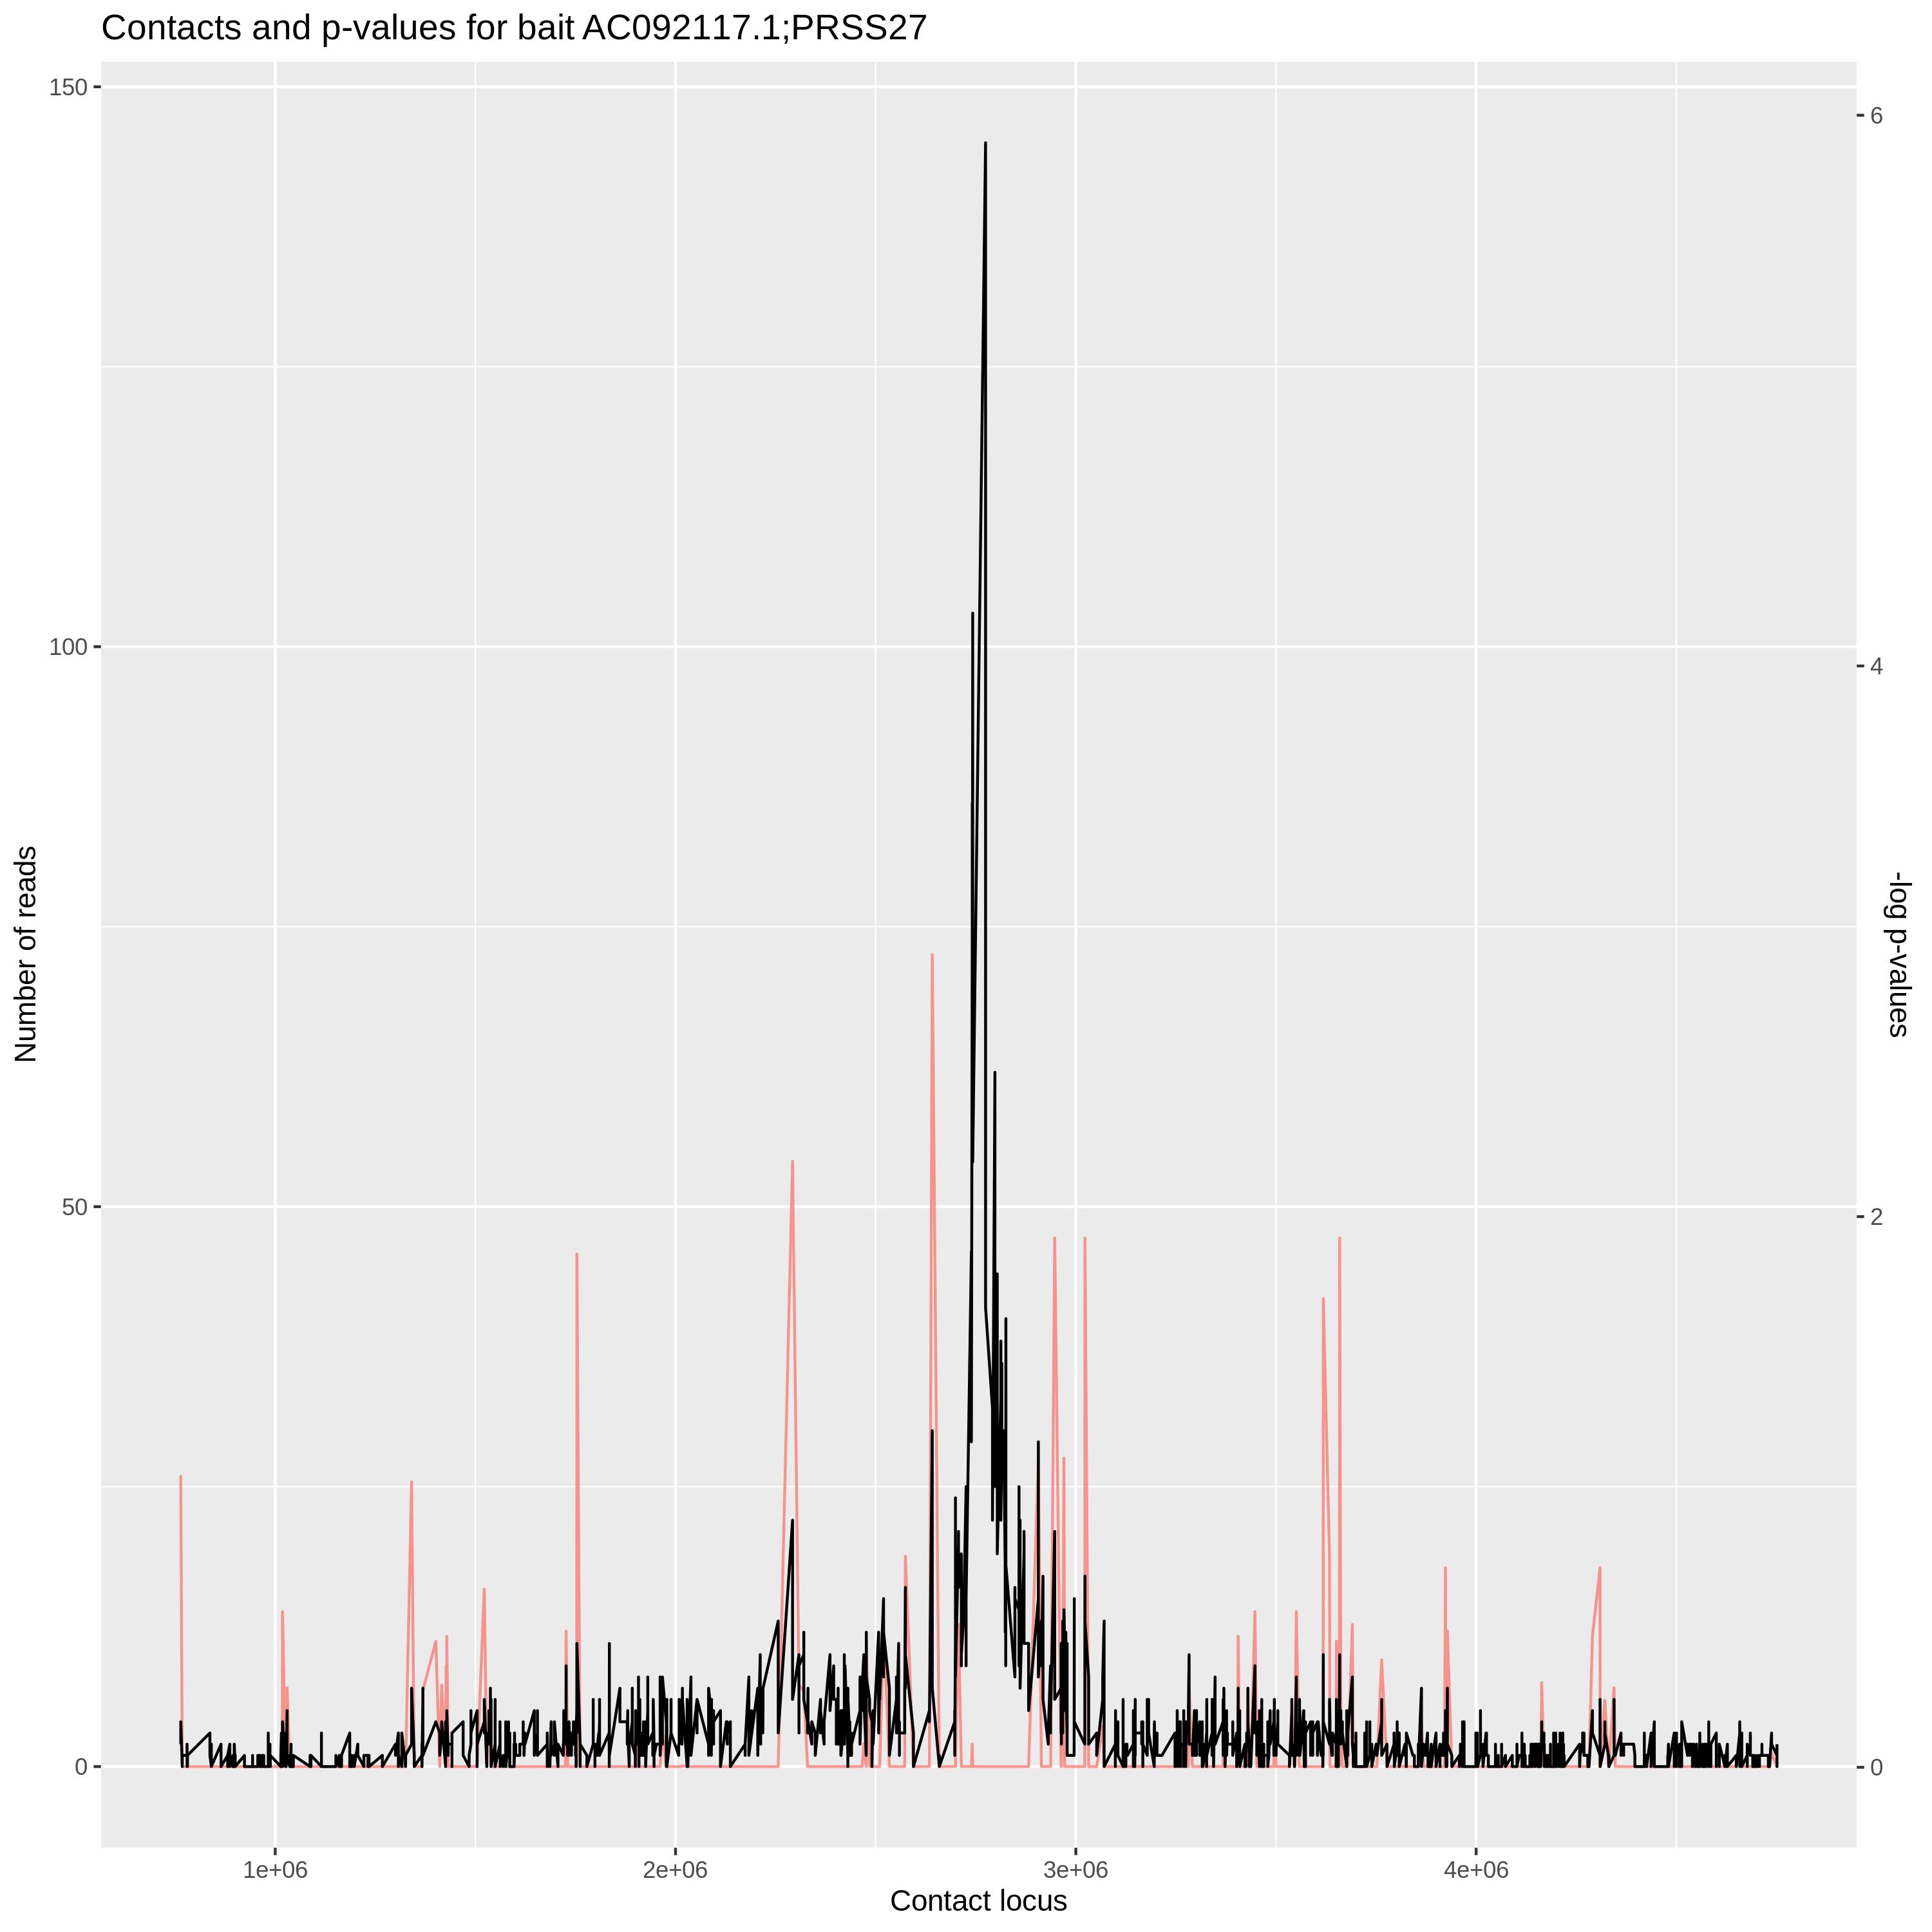 Contacts and p-values for bait AC092117.1;PRSS27
150
100
50
0
Number of reads
6
4
2
0
-log p-values
1e+06
2e+06
3e+06
4e+06
Contact locus